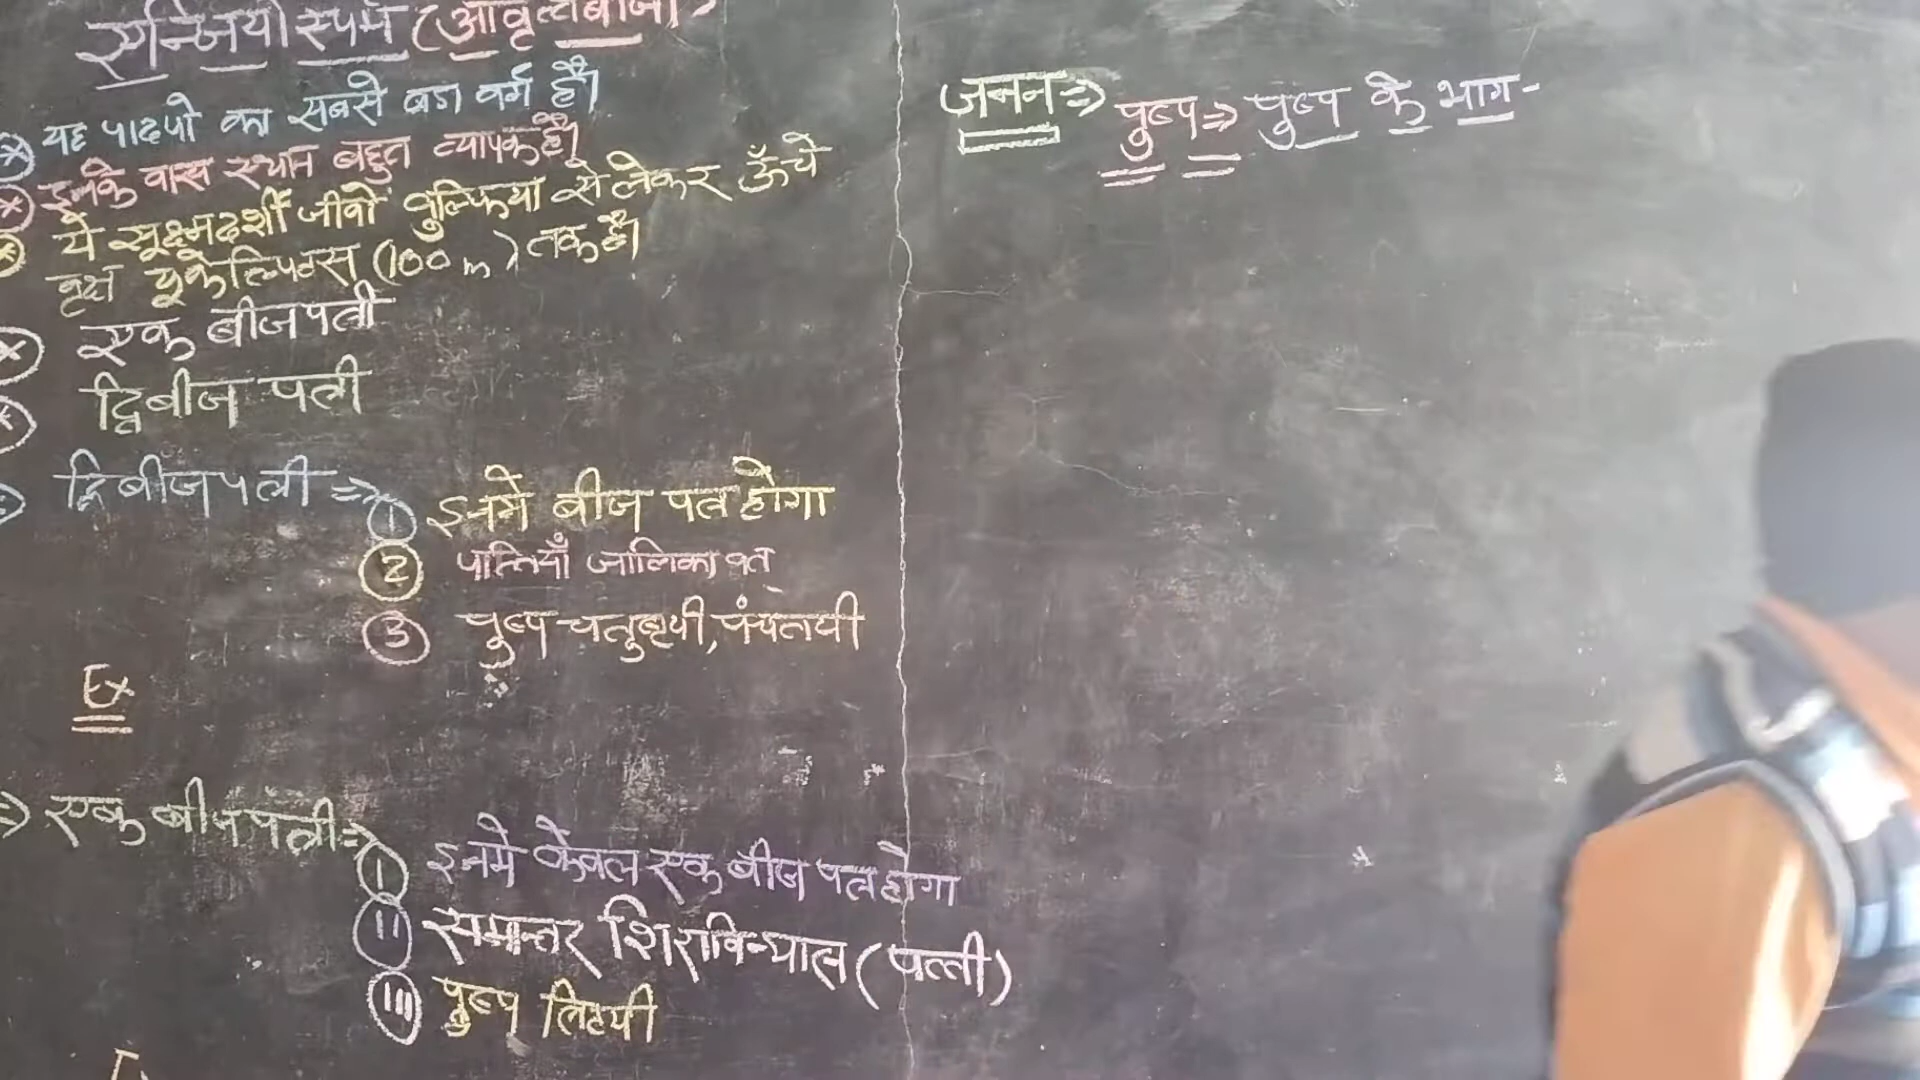 एन्जियोस्पर्म (आवृत्तबीजी)
यह पादपो का सबसे बडा वर्ग है।
इनके वास स्थान बहुत व्यापक है।
ये सूक्ष्मदर्शी जीवो वुल्फिया से लेकर ऊँचे
वृक्ष यूकेलिप्टस (100 m) तक है।
एक बीजपत्री
द्विबीज पत्री
द्विबीजपत्री ⇒ ① इनमे बीज पत्र होगा
② पत्तियाँ जालिका वत
③ पुष्प चतुष्टयी, पंचतयी
Ex
⇒ एक बीजपत्री ⇒ ① इनमे केवल एक बीज पत्र होगा
(II) समान्तर शिराविन्यास (पत्ती)
(III) पुष्प त्रितयी
जनन ⇒ पुष्प ⇒ पुष्प के भाग -